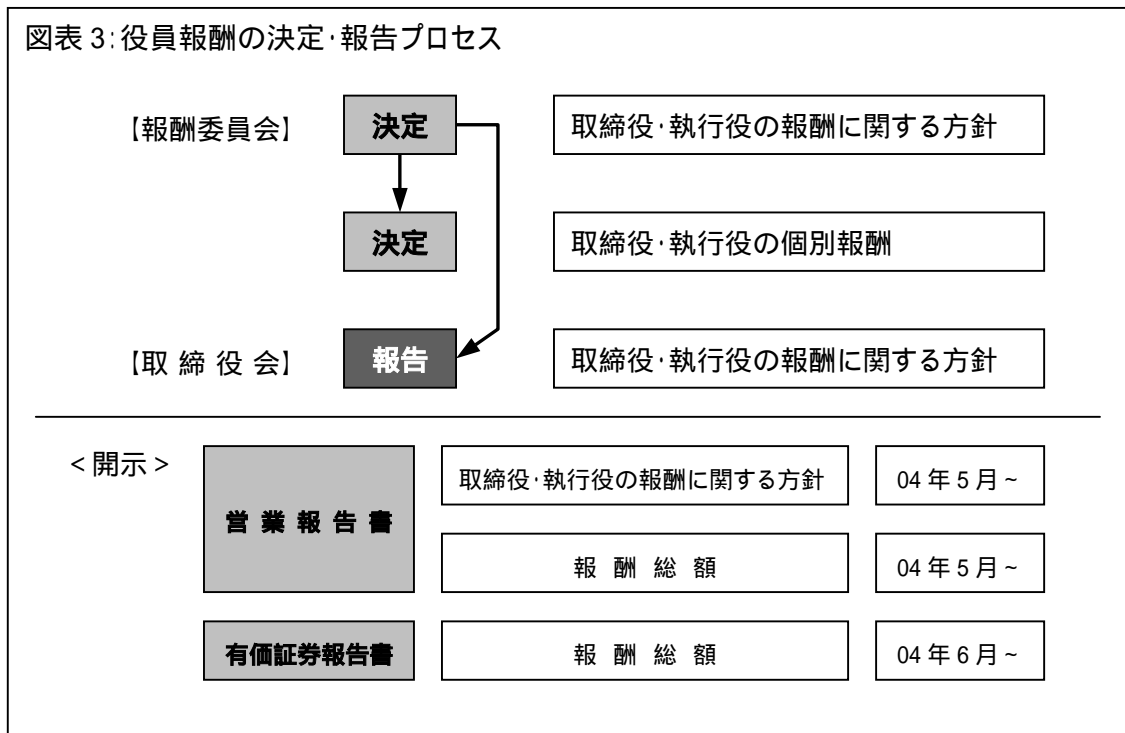 図表 3:役員報酬の決定･報告プロセス
【報酬委員会】 決定 取締役･執行役の報酬に関する方針
決定 取締役･執行役の個別報酬
【取 締 役 会】 報告 取締役･執行役の報酬に関する方針
<開示>
営 業 報 告 書
取締役･執行役の報酬に関する方針 04 年 5 月 ~
報 酬 総 額 04 年 5 月 ~
有価証券報告書 報 酬 総 額 04 年 6 月 ~